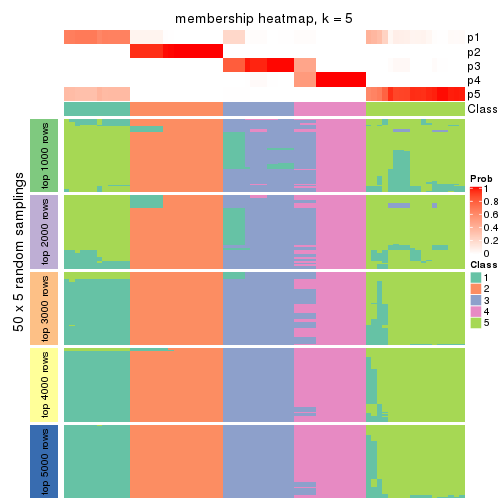 membership heatmap, k = 5
p1
p2
p3
p4
p5
Class
50 x 5 random samplings
top 1000 rows
top 2000 rows
top 3000 rows
top 4000 rows
top 5000 rows
Prob
1
0.8
0.6
0.4
0.2
0
Class
1
2
3
4
5